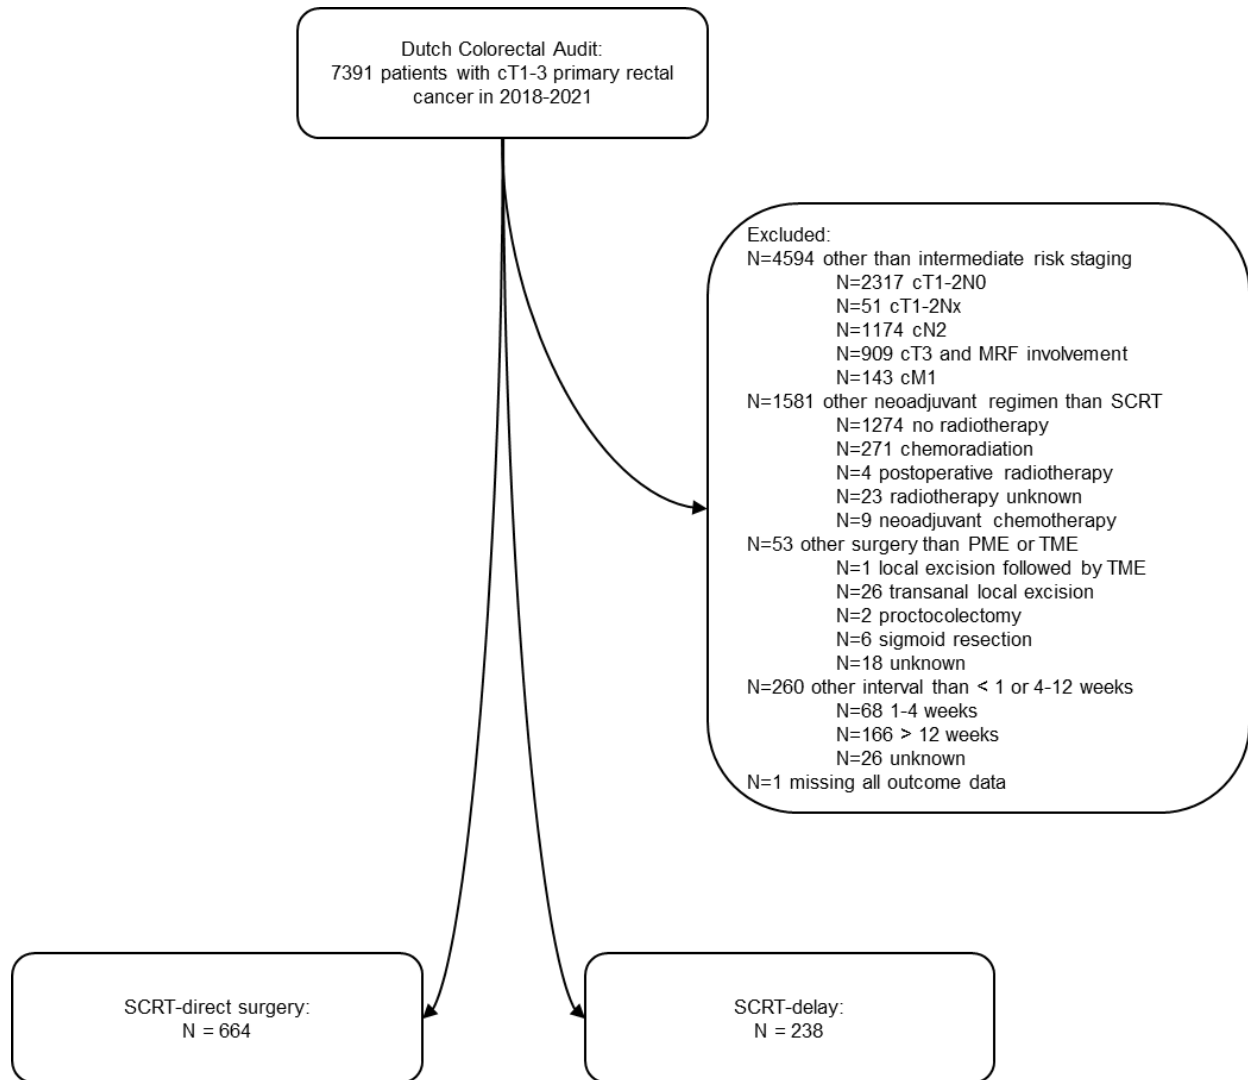 Dutch Colorectal Audit:
7391 patients with cT1-3 primary rectal
cancer in 2018-2021
Excluded:
N=4594 other than intermediate risk staging
N=2317 cT1-2N0
N=51 cT1-2Nx
N=1174 cN2
N=909 cT3 and MRF involvement
N=143 cM1
N=1581 other neoadjuvant regimen than SCRT
N=1274 no radiotherapy
N=271 chemoradiation
N=4 postoperative radiotherapy
N=23 radiotherapy unknown
N=9 neoadjuvant chemotherapy
N=53 other surgery than PME or TME
N=1 local excision followed by TME
N=26 transanal local excision
N=2 proctocolectomy
N=6 sigmoid resection
N=18 unknown
N=260 other interval than < 1 or 4-12 weeks
N=68 1-4 weeks
N=166 > 12 weeks
N=26 unknown
N=1 missing all outcome data
SCRT-direct surgery:
N = 664
SCRT-delay:
N = 238